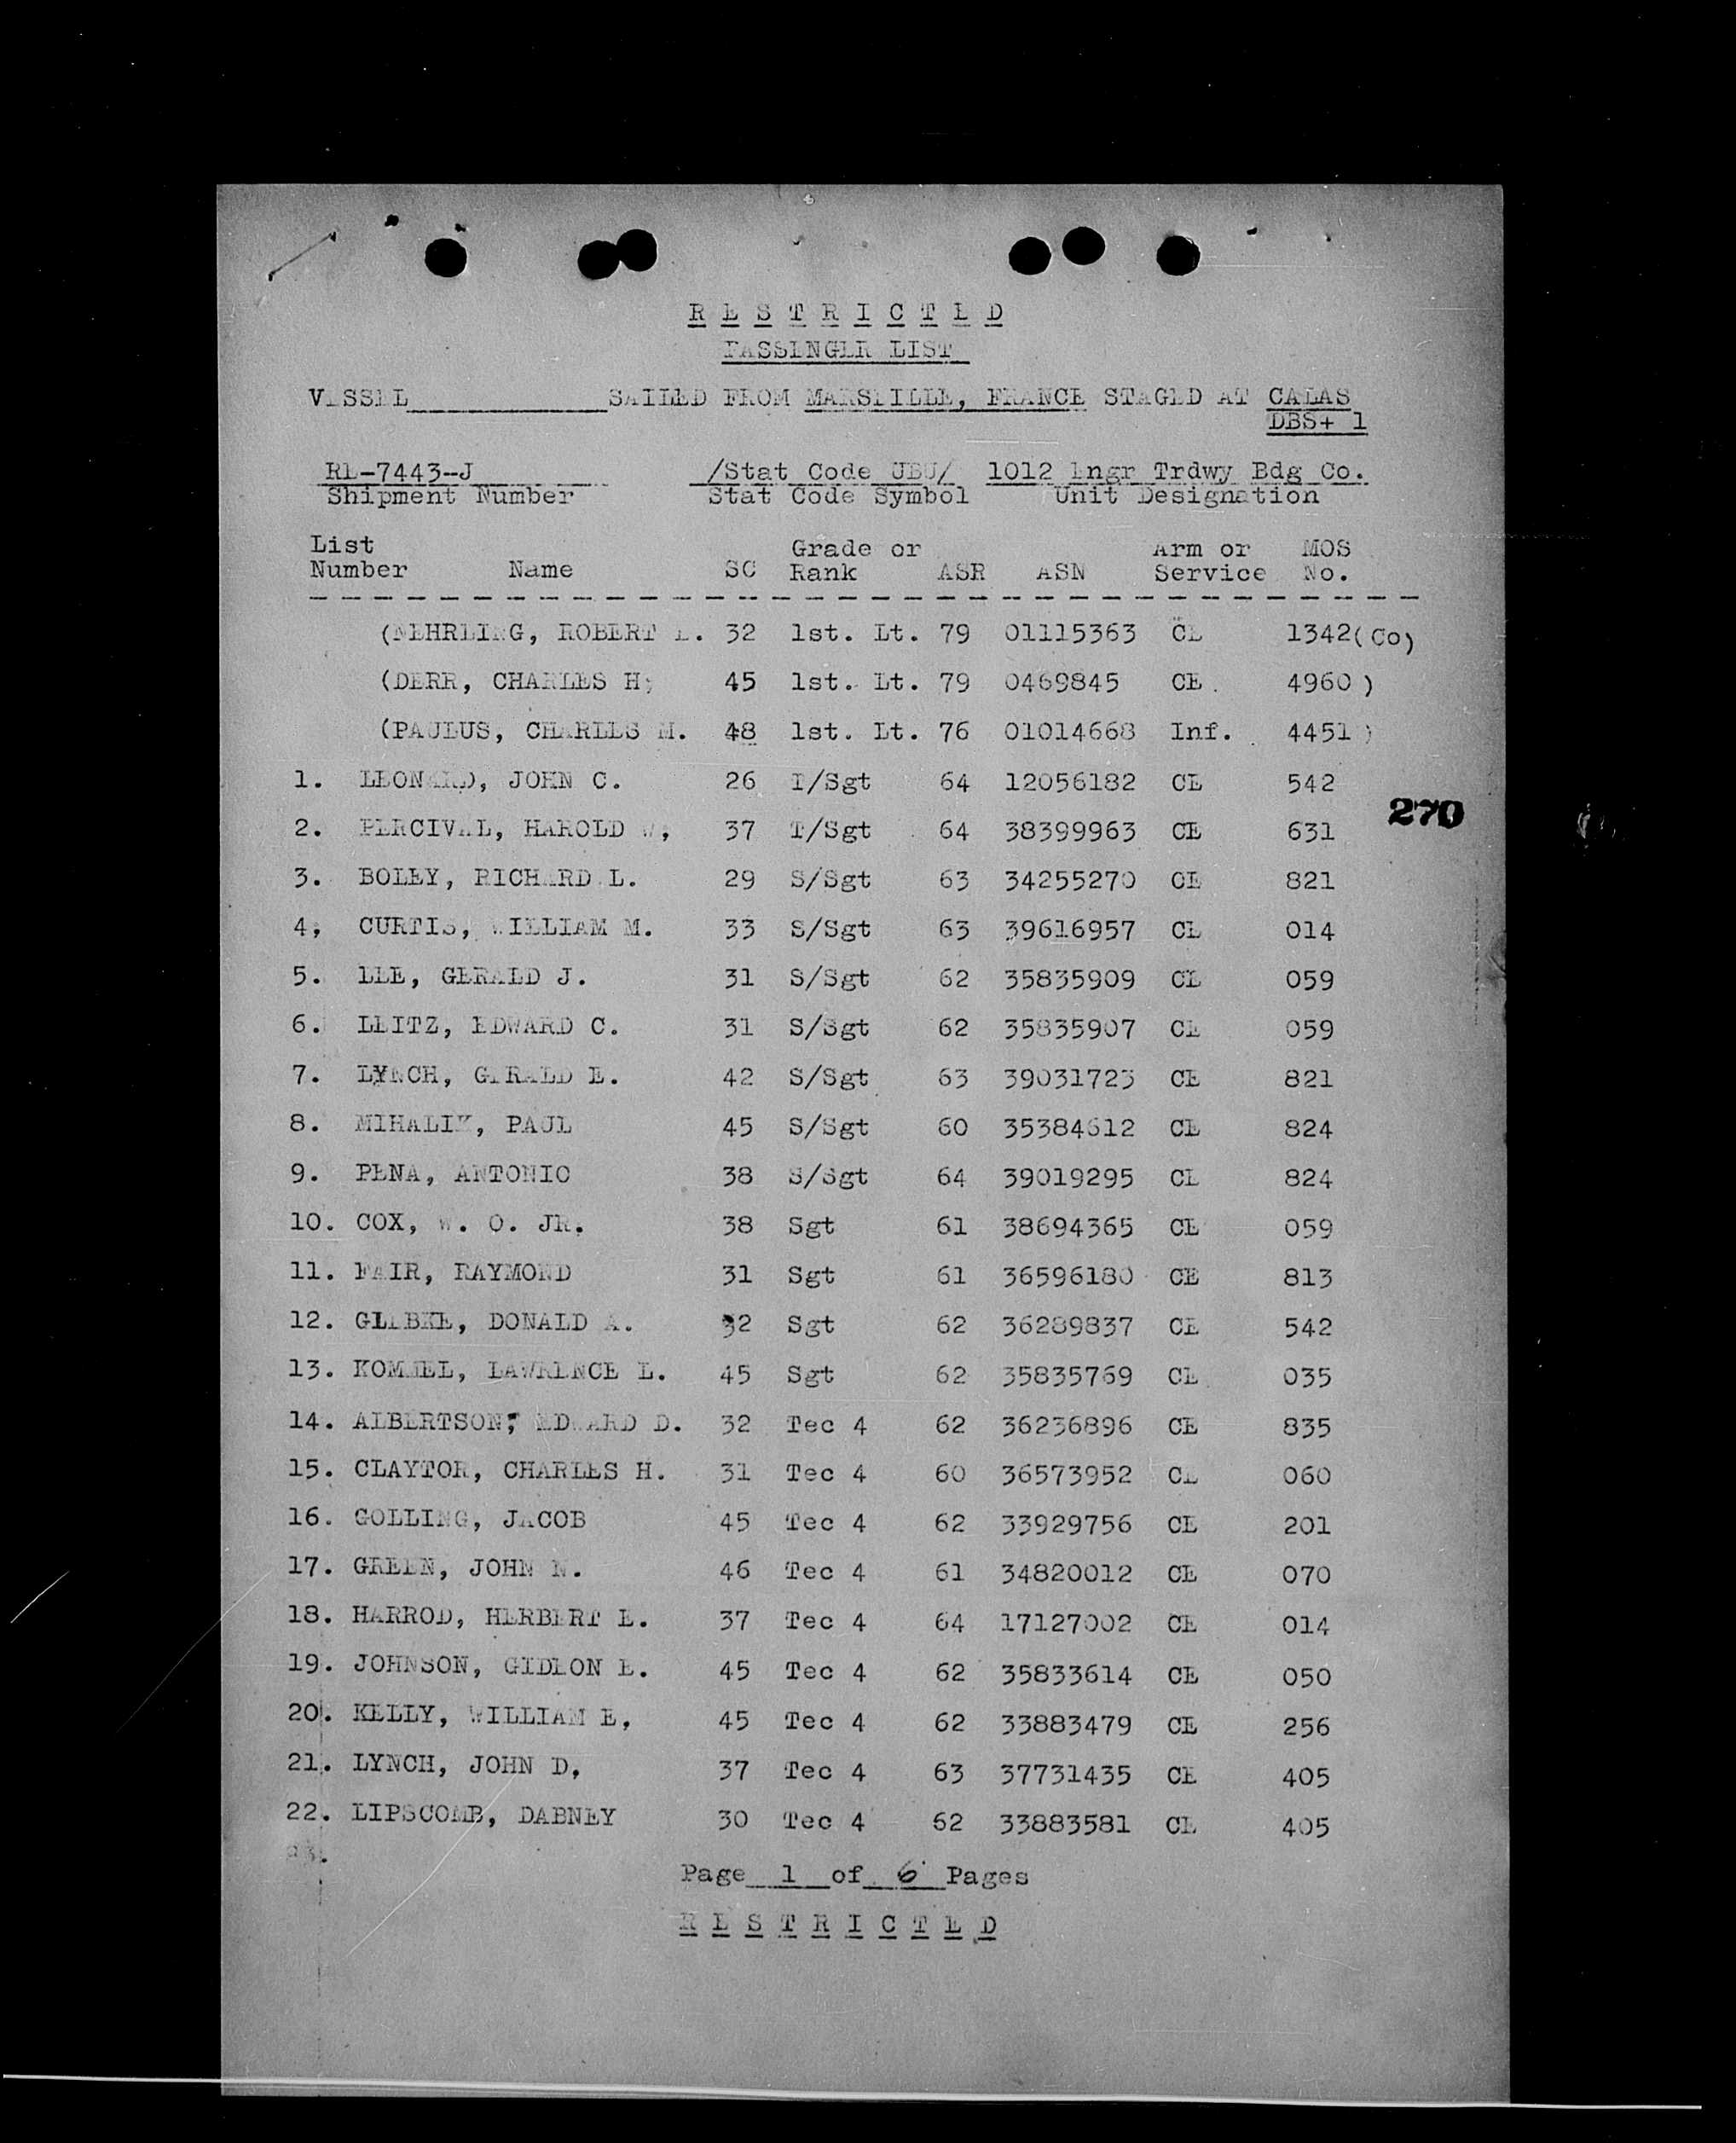 R E S T R I C T E D
PASSENGER LIST
VESSEL____________SAILED FROM MARSEILLE, FRANCE STAGED AT CALAS
DBS+ 1
RE-7443-J /Stat Code UBU/ 1012 Engr Trdwy Bdg Co.
Shipment Number Stat Code Symbol Unit Designation
List Grade or Arm or MOS
Number Name SC Rank ASR ASN Service No.
(NEHRLING, ROBERT E. 32 1st. Lt. 79 01115363 CE 1342(Co)
(DERR, CHARLES H; 45 1st. Lt. 79 0469845 CE . 4960 )
(PAULUS, CHARLES M. 48 1st. Lt. 76 01014668 Inf. 4451 )
1. LEONARD, JOHN C. 26 T/Sgt 64 12056182 CE 542
270
2. PERCIVAL, HAROLD W, 37 T/Sgt 64 38399963 CE 631
3. BOLEY, RICHARD L. 29 S/Sgt 63 34255270 CE 821
4, CURTIS, WILLIAM M. 33 S/Sgt 63 39616957 CE 014
5. LEE, GERALD J. 31 S/Sgt 62 35835909 CE 059
6. LEITZ, EDWARD C. 31 S/Sgt 62 35835907 CE 059
7. LYNCH, GERALD E. 42 S/Sgt 63 39031723 CE 821
8. MIHALIK, PAUL 45 S/Sgt 60 35384612 CE 824
9. PENA, ANTONIO 38 S/Sgt 64 39019295 CE 824
10. COX, W. O. JR. 38 Sgt 61 38694365 CE 059
11. FAIR, RAYMOND 31 Sgt 61 36596180 CE 813
12. GLEBKE, DONALD A. 32 Sgt 62 36289837 CE 542
13. KOMMEL, LAWRENCE L. 45 Sgt 62 35835769 CE 035
14. ALBERTSON, EDWARD D. 32 Tec 4 62 36236896 CE 835
15. CLAYTOR, CHARLES H. 31 Tec 4 60 36573952 CE 060
16. GOLLING, JACOB 45 Tec 4 62 33929756 CE 201
17. GREEN, JOHN N. 46 Tec 4 61 34820012 CE 070
18. HARROD, HERBERT E. 37 Tec 4 64 17127002 CE 014
19. JOHNSON, GIDEON E. 45 Tec 4 62 35833614 CE 050
20. KELLY, WILLIAM E, 45 Tec 4 62 33883479 CE 256
21. LYNCH, JOHN D, 37 Tec 4 63 37731435 CE 405
22. LIPSCOMB, DABNEY 30 Tec 4 62 33883581 CE 405
23.
Page 1 of 6 Pages
R E S T R I C T E D